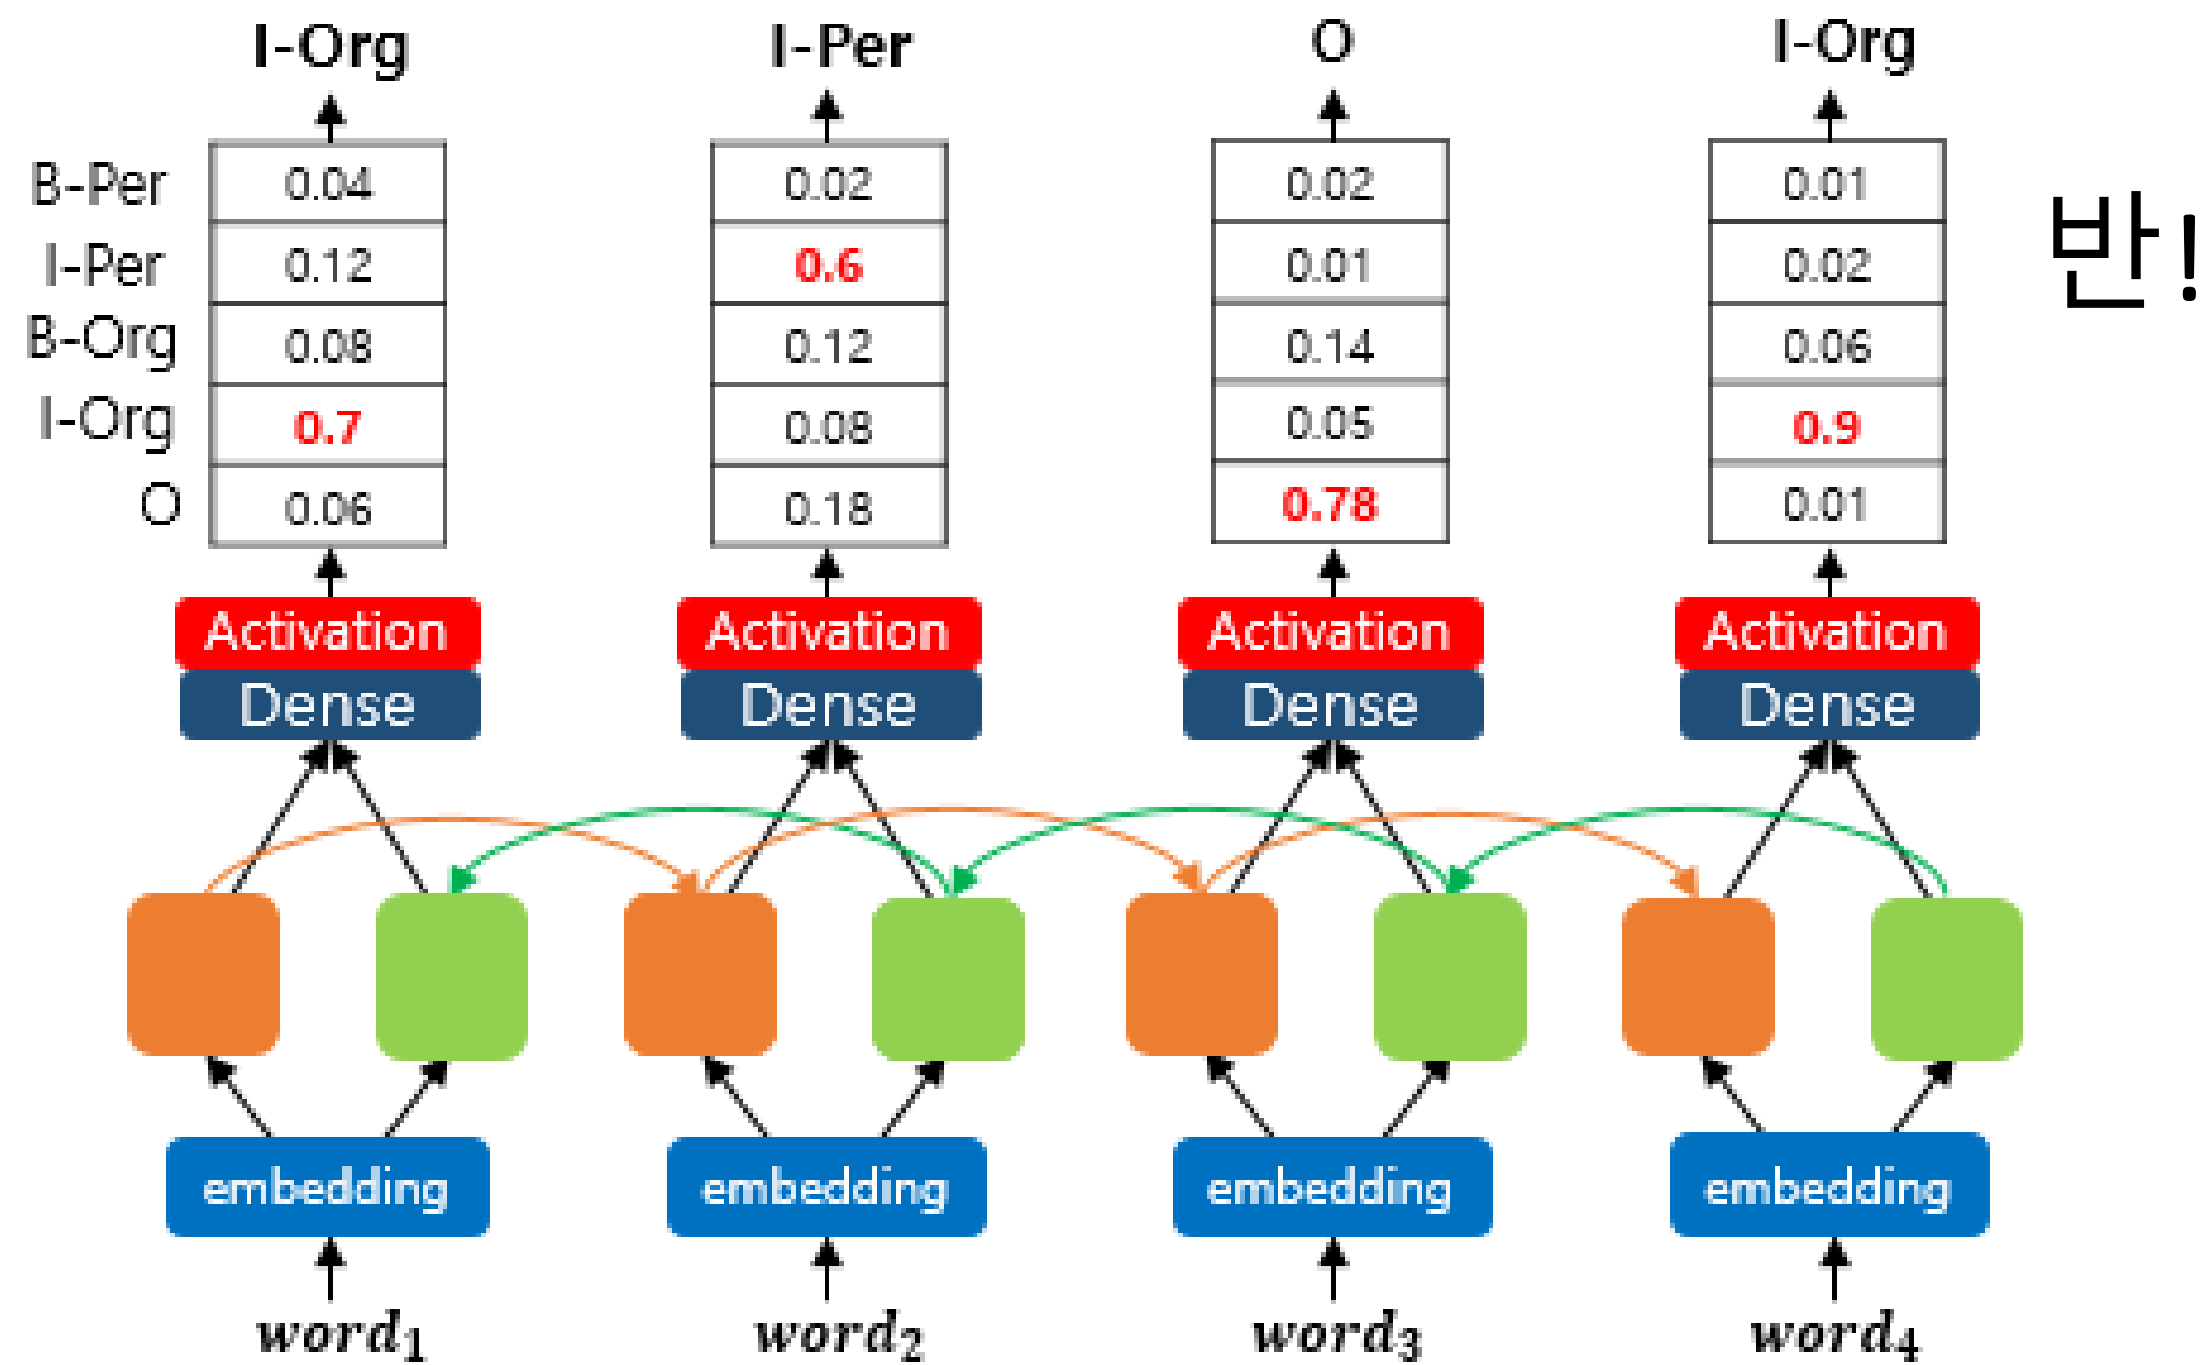 I-Org I-Per O I-Org
B-Per 0.04 0.02 0.02 0.01
I-Per 0.12 0.6 0.01 0.02
B-Org 0.08 0.12 0.14 0.06
I-Org 0.7 0.08 0.05 0.9
O 0.06 0.18 0.78 0.01
반!
Activation Activation Activation Activation
Dense Dense Dense Dense
embedding embedding embedding embedding
word₁ word₂ word₃ word₄